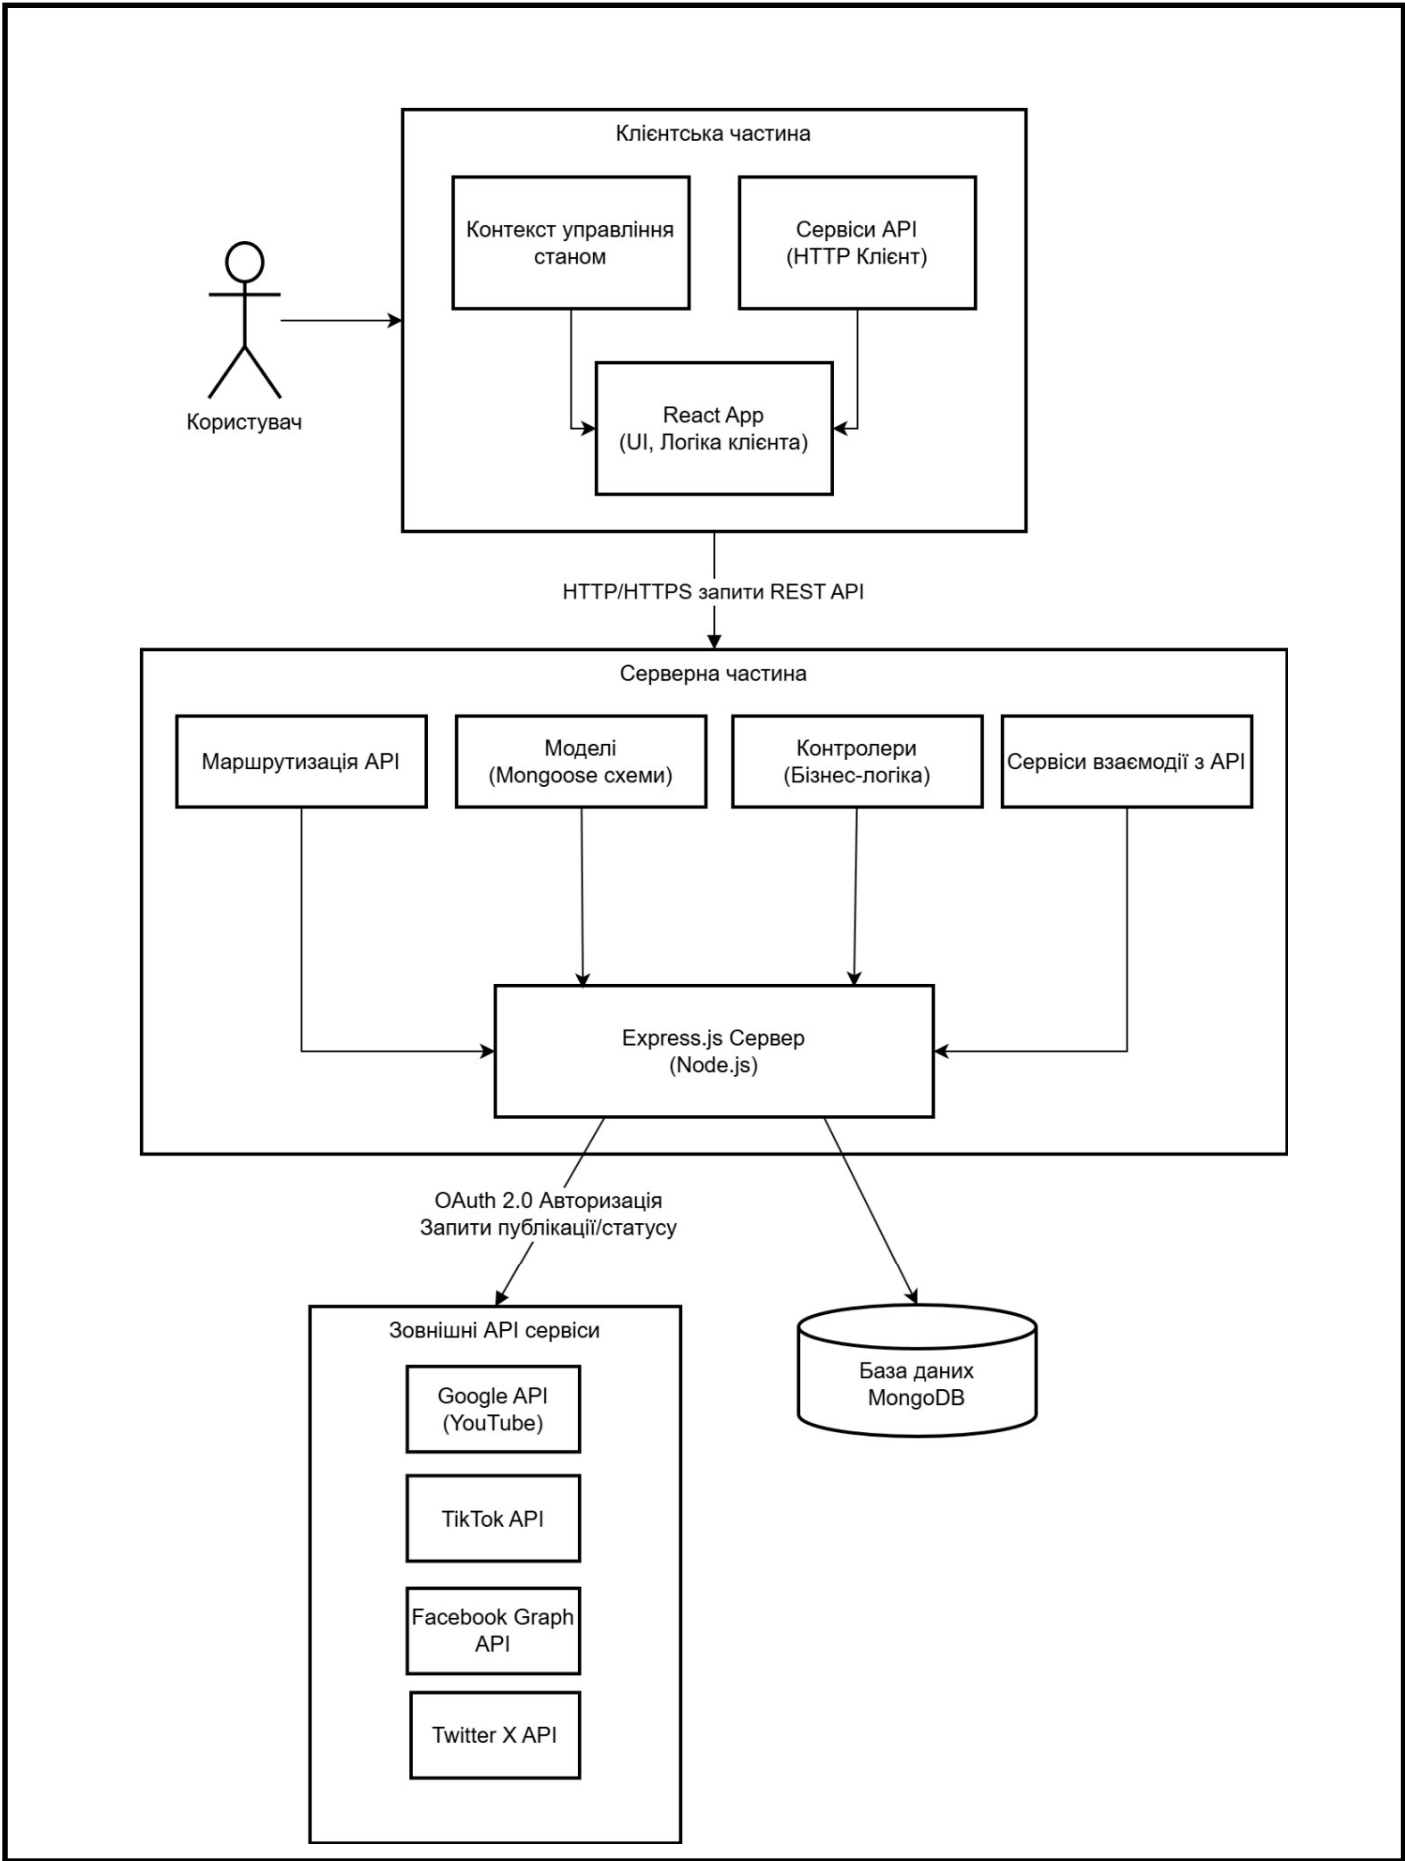 Клієнтська частина
Контекст управління
станом
Сервіси API
(HTTP Клієнт)
React App
(UI, Логіка клієнта)
Користувач
HTTP/HTTPS запити REST API
Серверна частина
Маршрутизація API
Моделі
(Mongoose схеми)
Контролери
(Бізнес-логіка)
Сервіси взаємодії з API
Express.js Сервер
(Node.js)
OAuth 2.0 Авторизація
Запити публікації/статусу
Зовнішні API сервіси
Google API
(YouTube)
TikTok API
Facebook Graph
API
Twitter X API
База даних
MongoDB